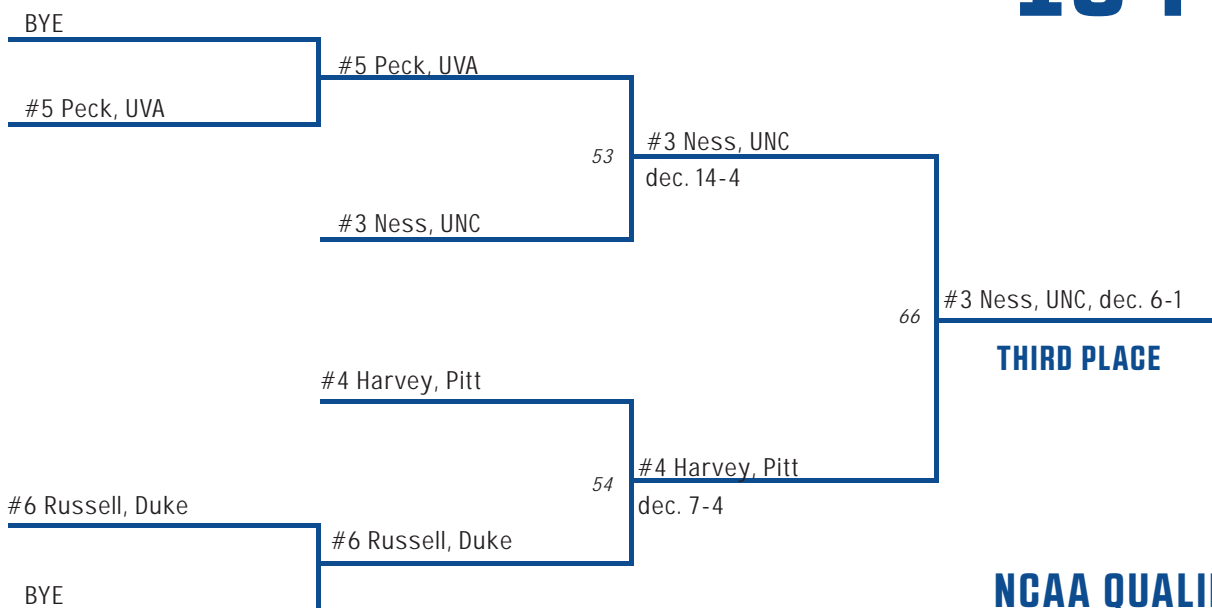 BYE
#5 Peck, UVA
#5 Peck, UVA
#3 Ness, UNC
53
dec. 14-4
#3 Ness, UNC
#3 Ness, UNC, dec. 6-1
66
THIRD PLACE
#4 Harvey, Pitt
#4 Harvey, Pitt
54
#6 Russell, Duke
dec. 7-4
#6 Russell, Duke
BYE
NCAA